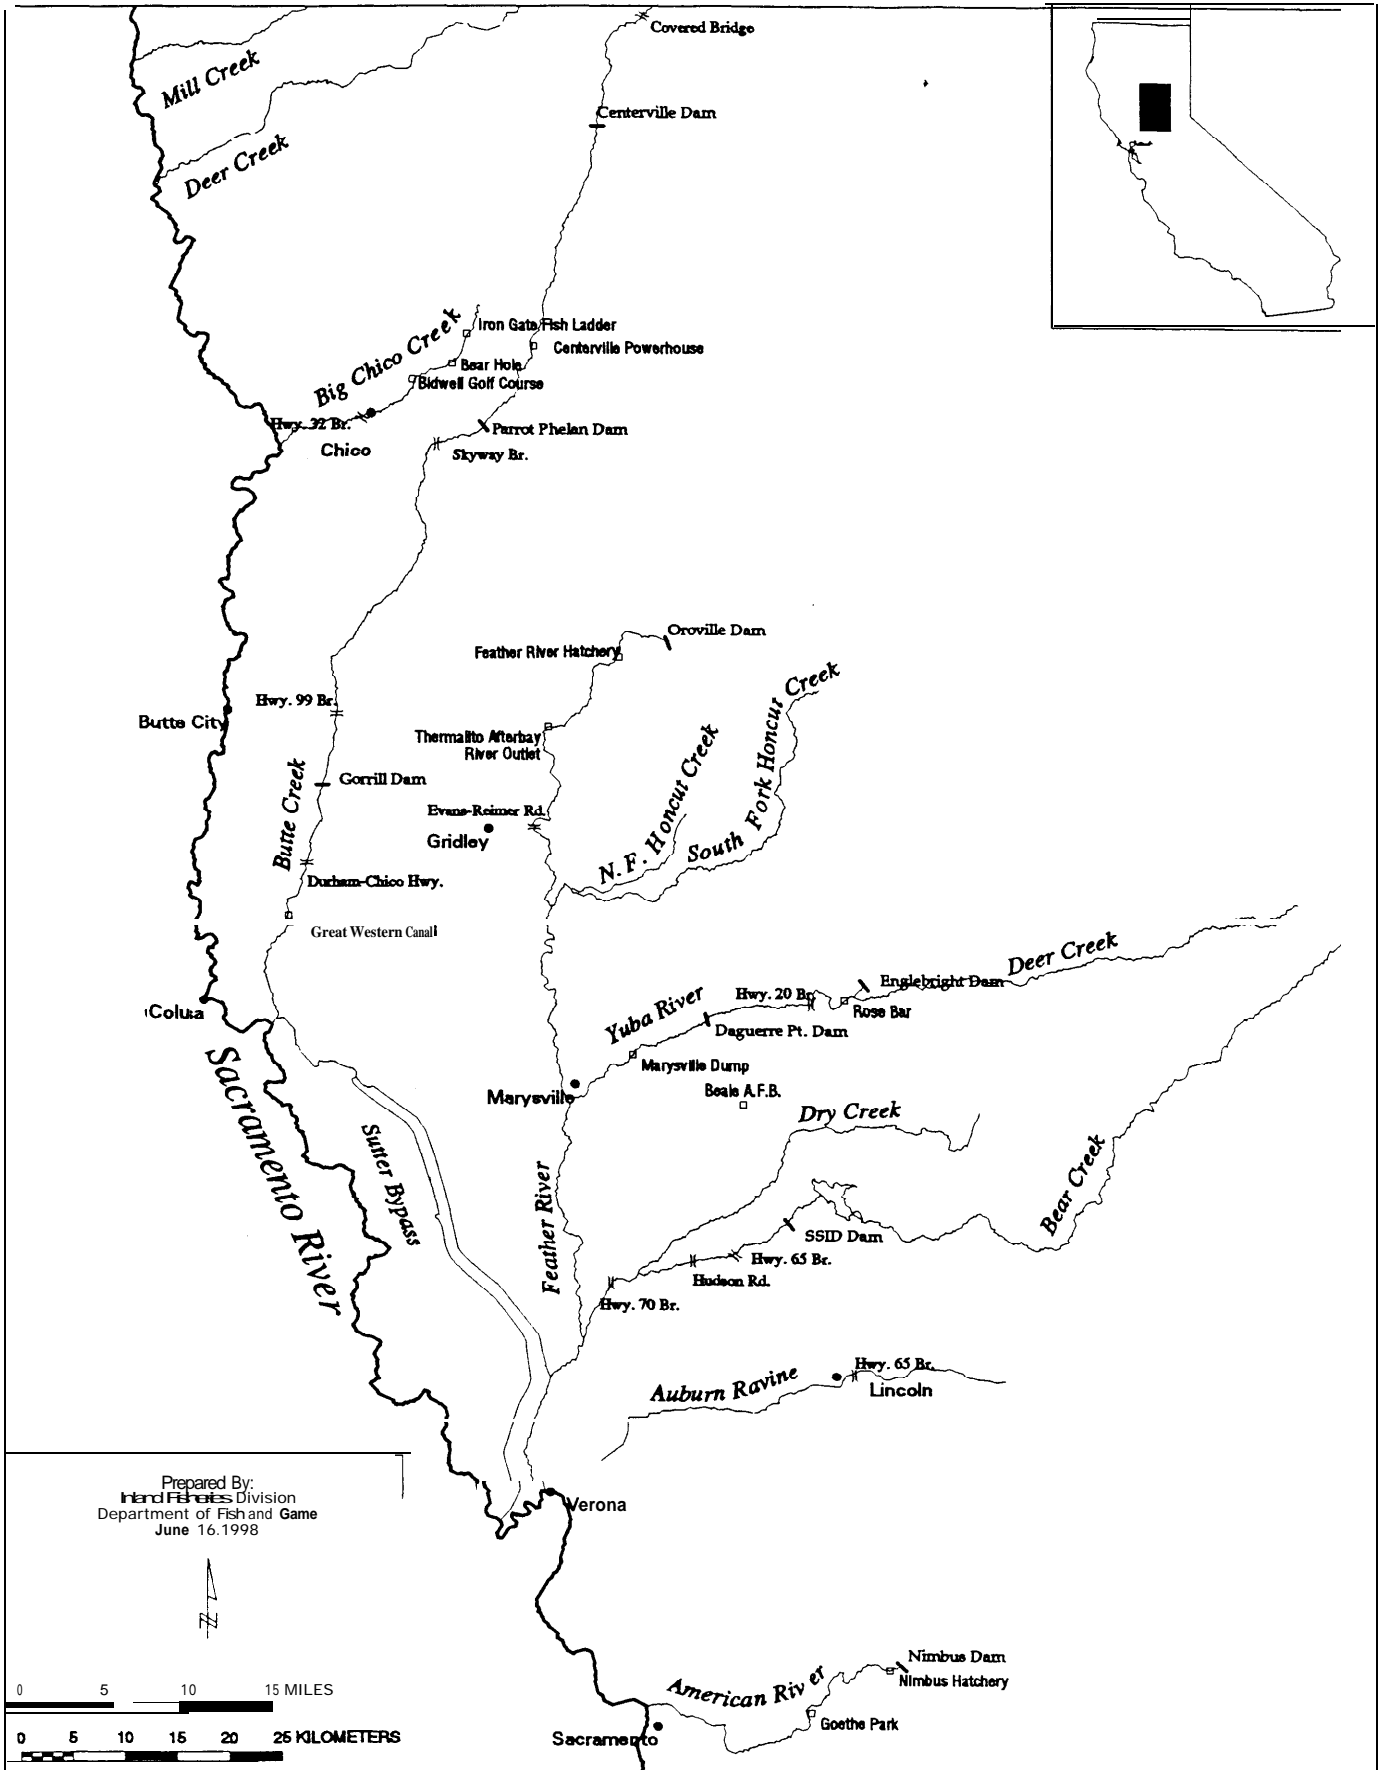 Covered Bridge
Mill Creek
Centerville Dam
Deer Creek
Big Chico Creek
Iron Gate Fish Ladder
Centerville Powerhouse
Bear Hole
Bidwell Golf Course
Hwy. 32 Br.
Chico
Parrot Phelan Dam
Skyway Br.
Oroville Dam
Feather River Hatchery
Hwy. 99 Br.
Butte City
Thermalito Afterbay
River Outlet
Butte Creek
Gorrill Dam
Evans-Reimer Rd.
Gridley
N. F. Honcut Creek
South Fork Honcut Creek
Durham-Chico Hwy.
Great Western Canal
Deer Creek
Englebright Dam
Hwy. 20 Br.
Rose Bar
Yuba River
Daguerre Pt. Dam
Colusa
Sacramento River
Marysville Dump
Marysville
Beale A.F.B.
Dry Creek
Sutter Bypass
Feather River
Bear Creek
SSID Dam
Hwy. 65 Br.
Hudson Rd.
Hwy. 70 Br.
Auburn Ravine
Hwy. 65 Br.
Lincoln
Prepared By:
Inland Fisheries Division
Department of Fish and Game
June 16.1998
Verona
N
American River
Nimbus Dam
Nimbus Hatchery
Goethe Park
Sacramento
0 5 10 15 MILES
0 5 10 15 20 25 KILOMETERS